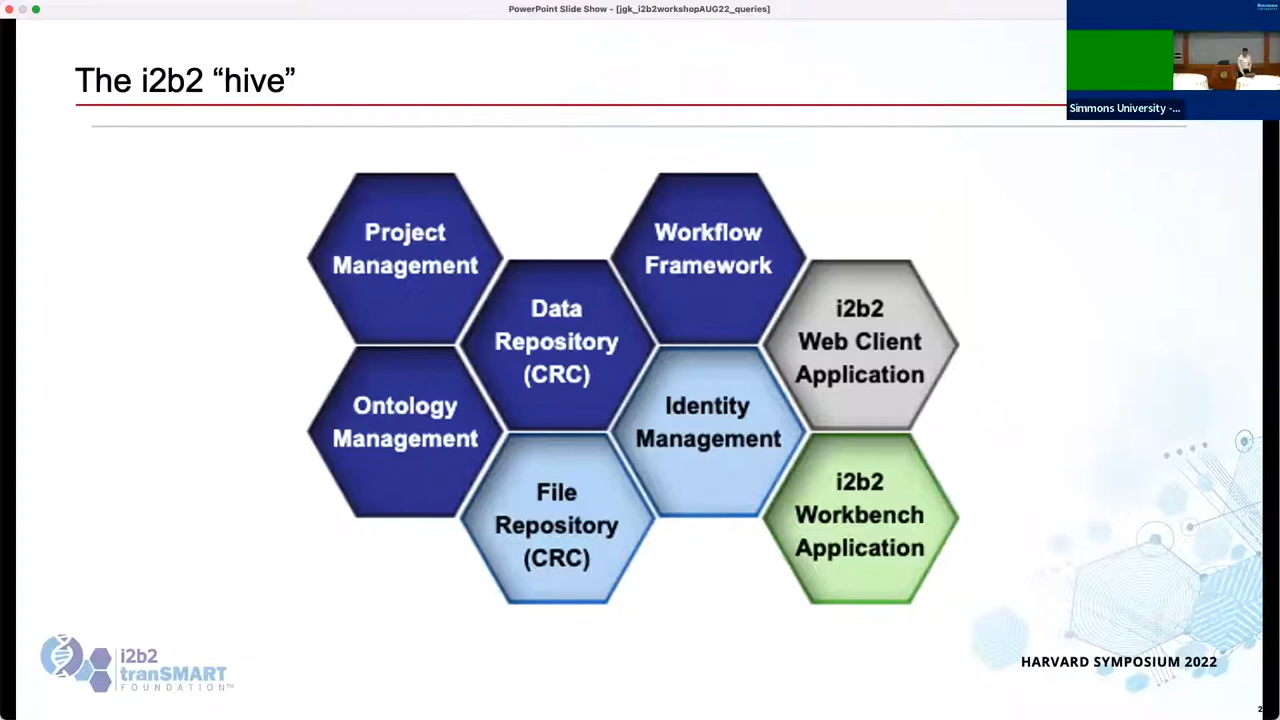 PowerPoint Slide Show - [jgk_i2b2workshopAUG22_queries]
Simmons University -...
The i2b2 “hive”
Project
Management
Workflow
Framework
Data
Repository
(CRC)
i2b2
Web Client
Application
Ontology
Management
Identity
Management
File
Repository
(CRC)
i2b2
Workbench
Application
i2b2
tranSMART
FOUNDATION™
HARVARD SYMPOSIUM 2022